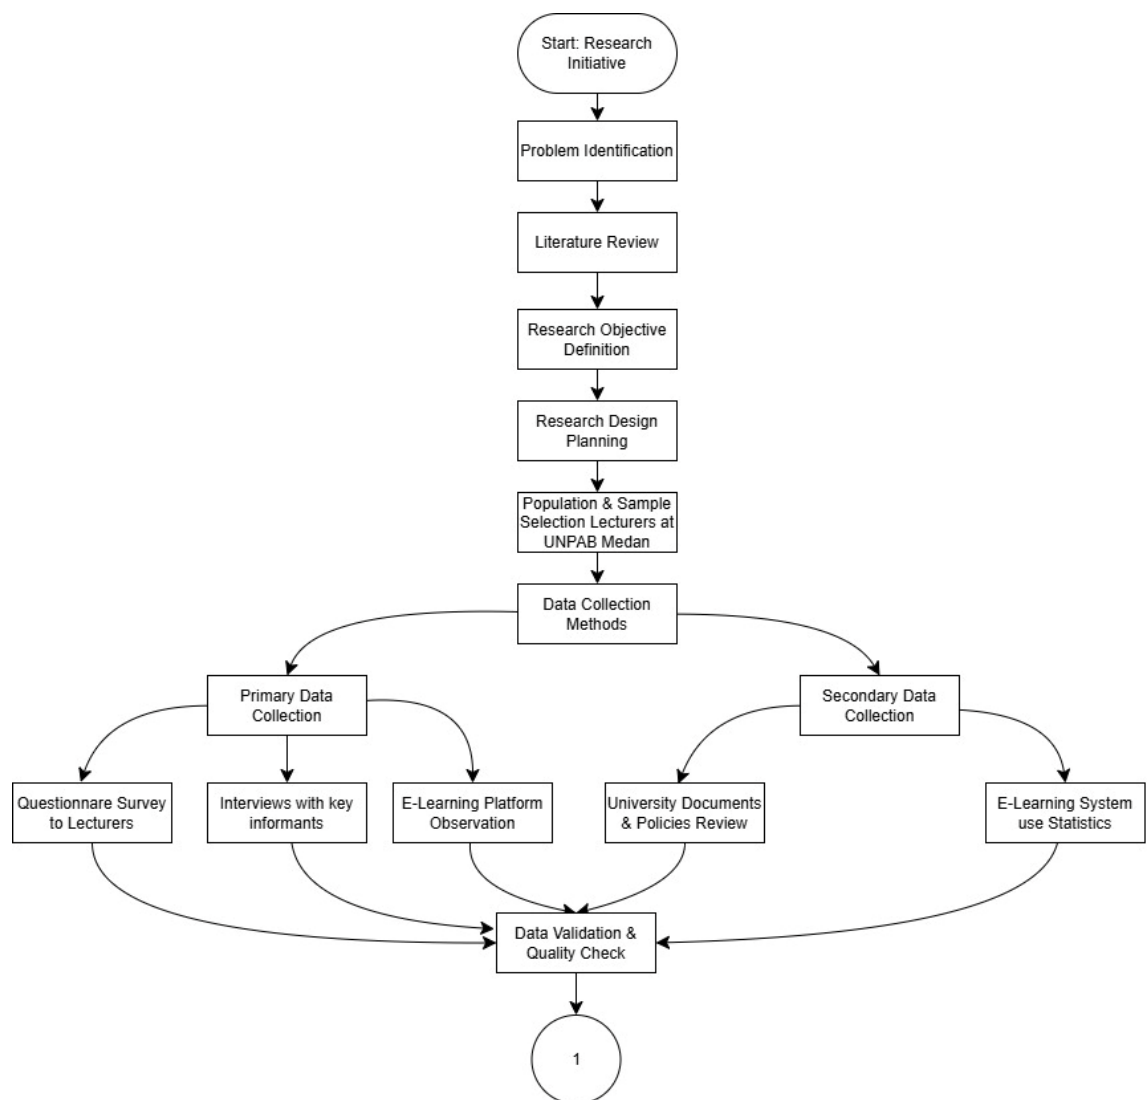 Start: Research
Initiative
Problem Identification
Literature Review
Research Objective
Definition
Research Design
Planning
Population & Sample
Selection Lecturers at
UNPAB Medan
Data Collection
Methods
Primary Data
Collection
Secondary Data
Collection
Questionnare Survey
to Lecturers
Interviews with key
informants
E-Learning Platform
Observation
University Documents
& Policies Review
E-Learning System
use Statistics
Data Validation &
Quality Check
1